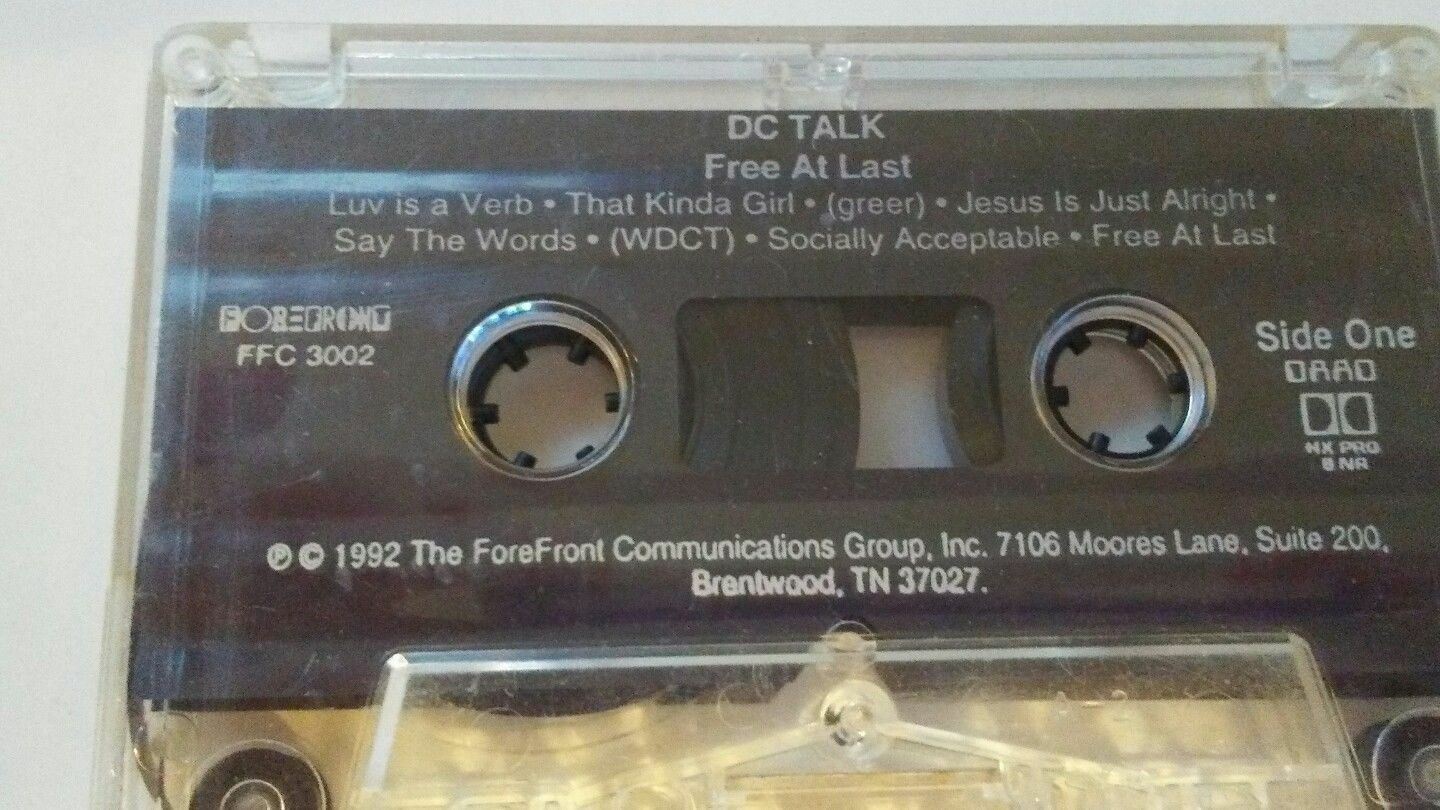 DC TALK
Free At Last
Luv is a Verb • That Kinda Girl • (greer) • Jesus Is Just Alright •
Say The Words • (WDCT) • Socially Acceptable • Free At Last
FOREFRONT
FFC 3002
Side One
DAAD
HX PRO
B NR
℗ © 1992 The ForeFront Communications Group, Inc. 7106 Moores Lane, Suite 200,
Brentwood, TN 37027.